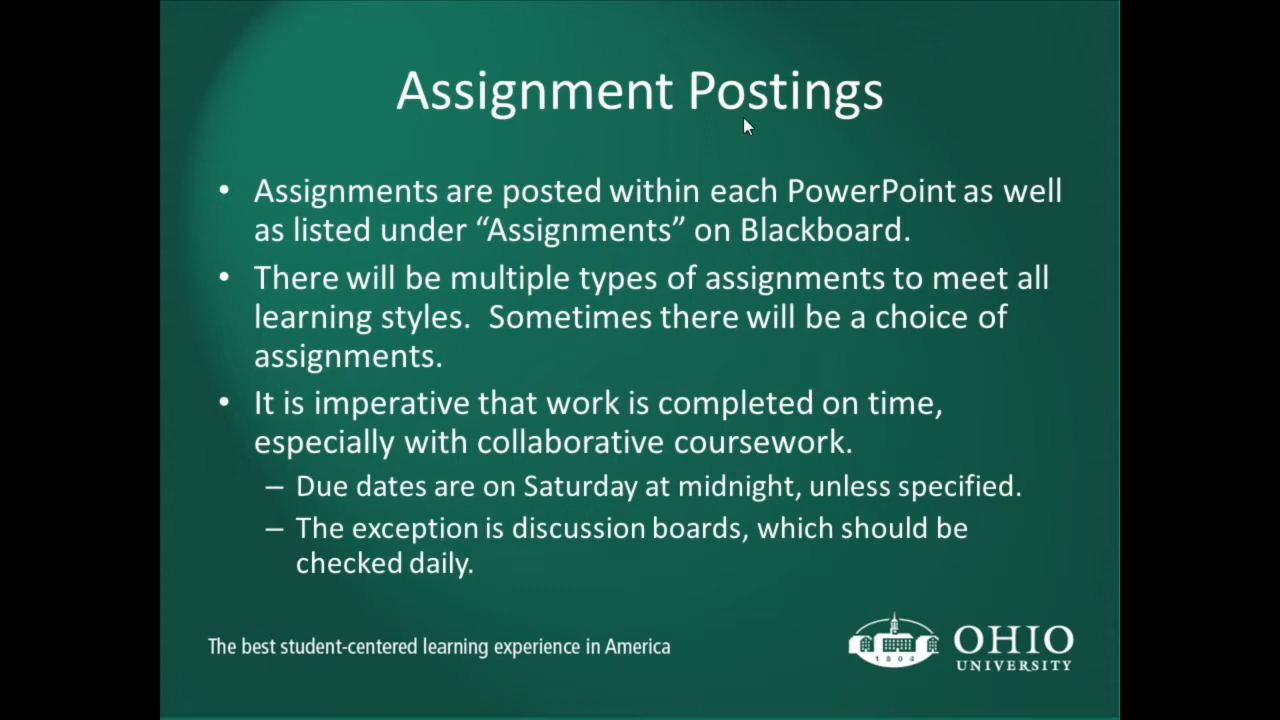 Assignment Postings
• Assignments are posted within each PowerPoint as well
as listed under “Assignments” on Blackboard.
• There will be multiple types of assignments to meet all
learning styles.  Sometimes there will be a choice of
assignments.
• It is imperative that work is completed on time,
especially with collaborative coursework.
– Due dates are on Saturday at midnight, unless specified.
– The exception is discussion boards, which should be
checked daily.
The best student-centered learning experience in America
1804
OHIO
UNIVERSITY